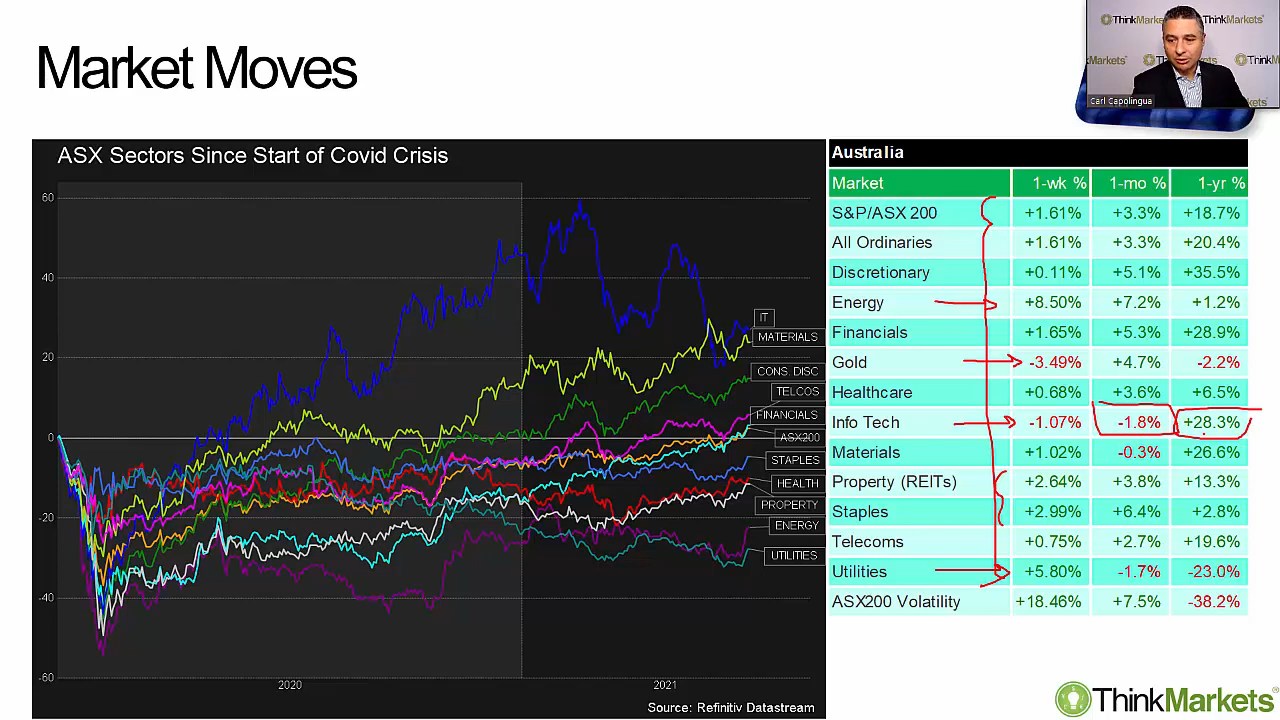 Market Moves
ThinkMarkets
ThinkMarkets
Markets
ThinkMarkets
Carl Capolingua
ASX Sectors Since Start of Covid Crisis
60
40
20
0
-20
-40
-60
2020
2021
IT
MATERIALS
CONS. DISC
TELCOS
FINANCIALS
ASX200
STAPLES
HEALTH
PROPERTY
ENERGY
UTILITIES
Source: Refinitiv Datastream
Australia
Market 1-wk % 1-mo % 1-yr %
S&P/ASX 200 +1.61% +3.3% +18.7%
All Ordinaries +1.61% +3.3% +20.4%
Discretionary +0.11% +5.1% +35.5%
Energy +8.50% +7.2% +1.2%
Financials +1.65% +5.3% +28.9%
Gold -3.49% +4.7% -2.2%
Healthcare +0.68% +3.6% +6.5%
Info Tech -1.07% -1.8% +28.3%
Materials +1.02% -0.3% +26.6%
Property (REITs) +2.64% +3.8% +13.3%
Staples +2.99% +6.4% +2.8%
Telecoms +0.75% +2.7% +19.6%
Utilities +5.80% -1.7% -23.0%
ASX200 Volatility +18.46% +7.5% -38.2%
ThinkMarkets